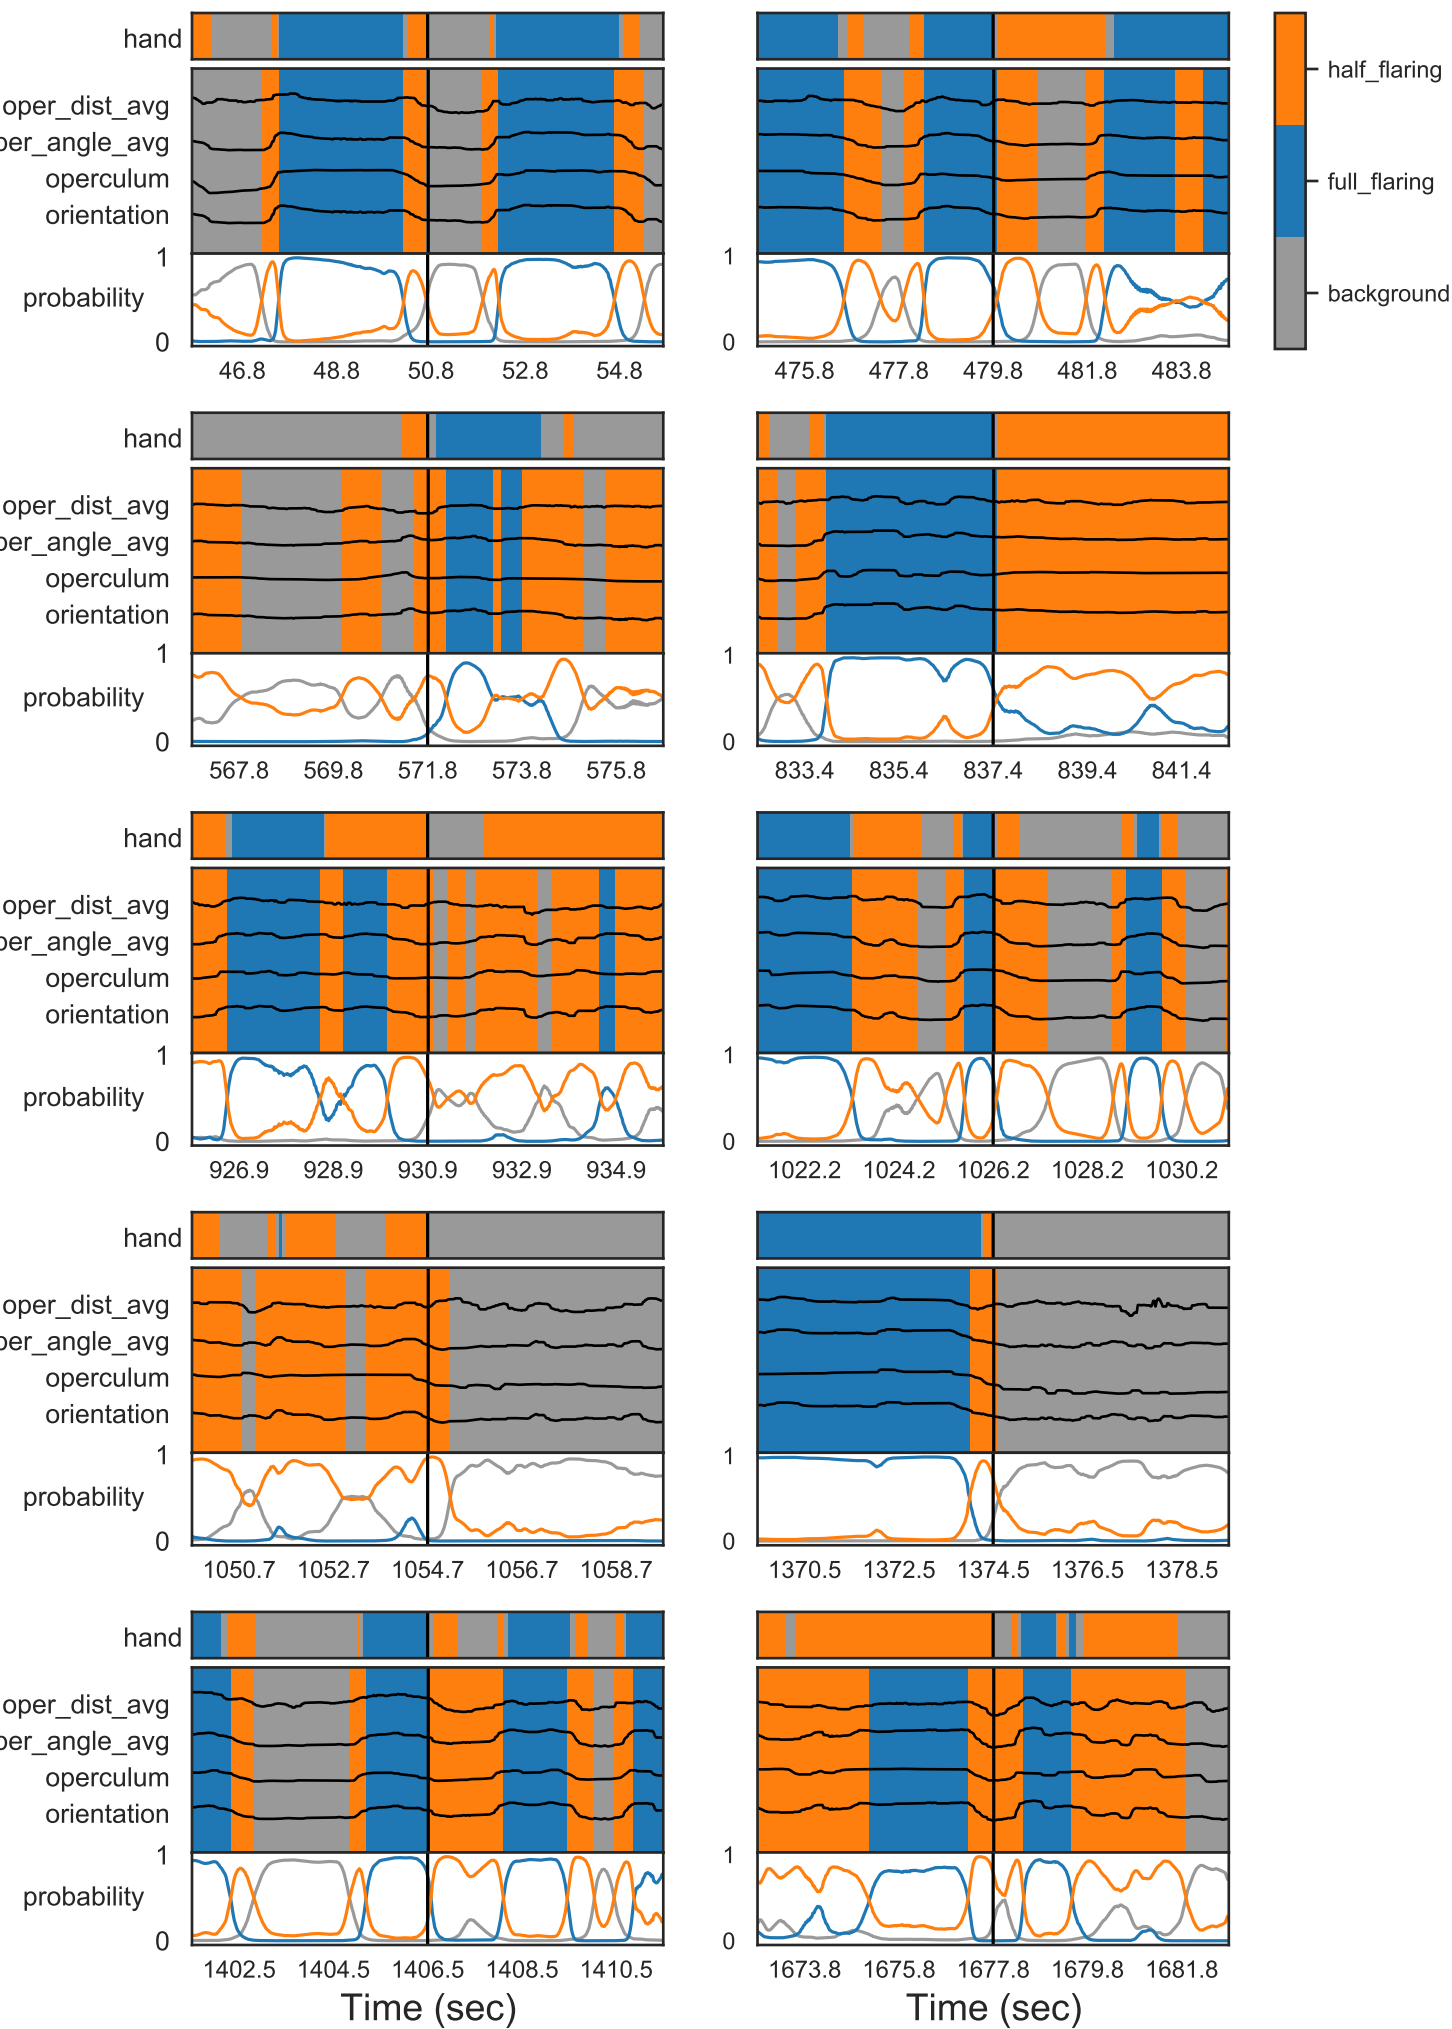 hand
half_flaring
oper_dist_avg
per_angle_avg
operculum
full_flaring
orientation
1
1
background
probability
0
0
46.8 48.8 50.8 52.8 54.8
475.8 477.8 479.8 481.8 483.8
hand
oper_dist_avg
per_angle_avg
operculum
orientation
1
1
probability
0
0
567.8 569.8 571.8 573.8 575.8
833.4 835.4 837.4 839.4 841.4
hand
oper_dist_avg
per_angle_avg
operculum
orientation
1
1
probability
0
0
926.9 928.9 930.9 932.9 934.9
1022.2 1024.2 1026.2 1028.2 1030.2
hand
oper_dist_avg
per_angle_avg
operculum
orientation
1
1
probability
0
0
1050.7 1052.7 1054.7 1056.7 1058.7
1370.5 1372.5 1374.5 1376.5 1378.5
hand
oper_dist_avg
per_angle_avg
operculum
orientation
1
1
probability
0
0
1402.5 1404.5 1406.5 1408.5 1410.5
1673.8 1675.8 1677.8 1679.8 1681.8
Time (sec)
Time (sec)